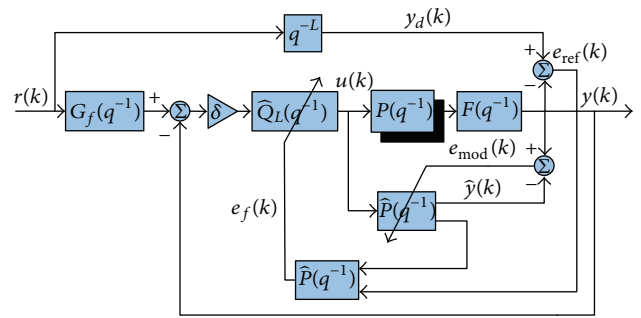 q⁻ᴸ
y_d(k)
+
e_ref(k)
Σ
−
r(k)
G_f(q⁻¹)
+
Σ
−
δ
Q̂_L(q⁻¹)
u(k)
P(q⁻¹)
F(q⁻¹)
y(k)
e_mod(k)
+
Σ
−
ŷ(k)
P̂(q⁻¹)
e_f(k)
P̂(q⁻¹)